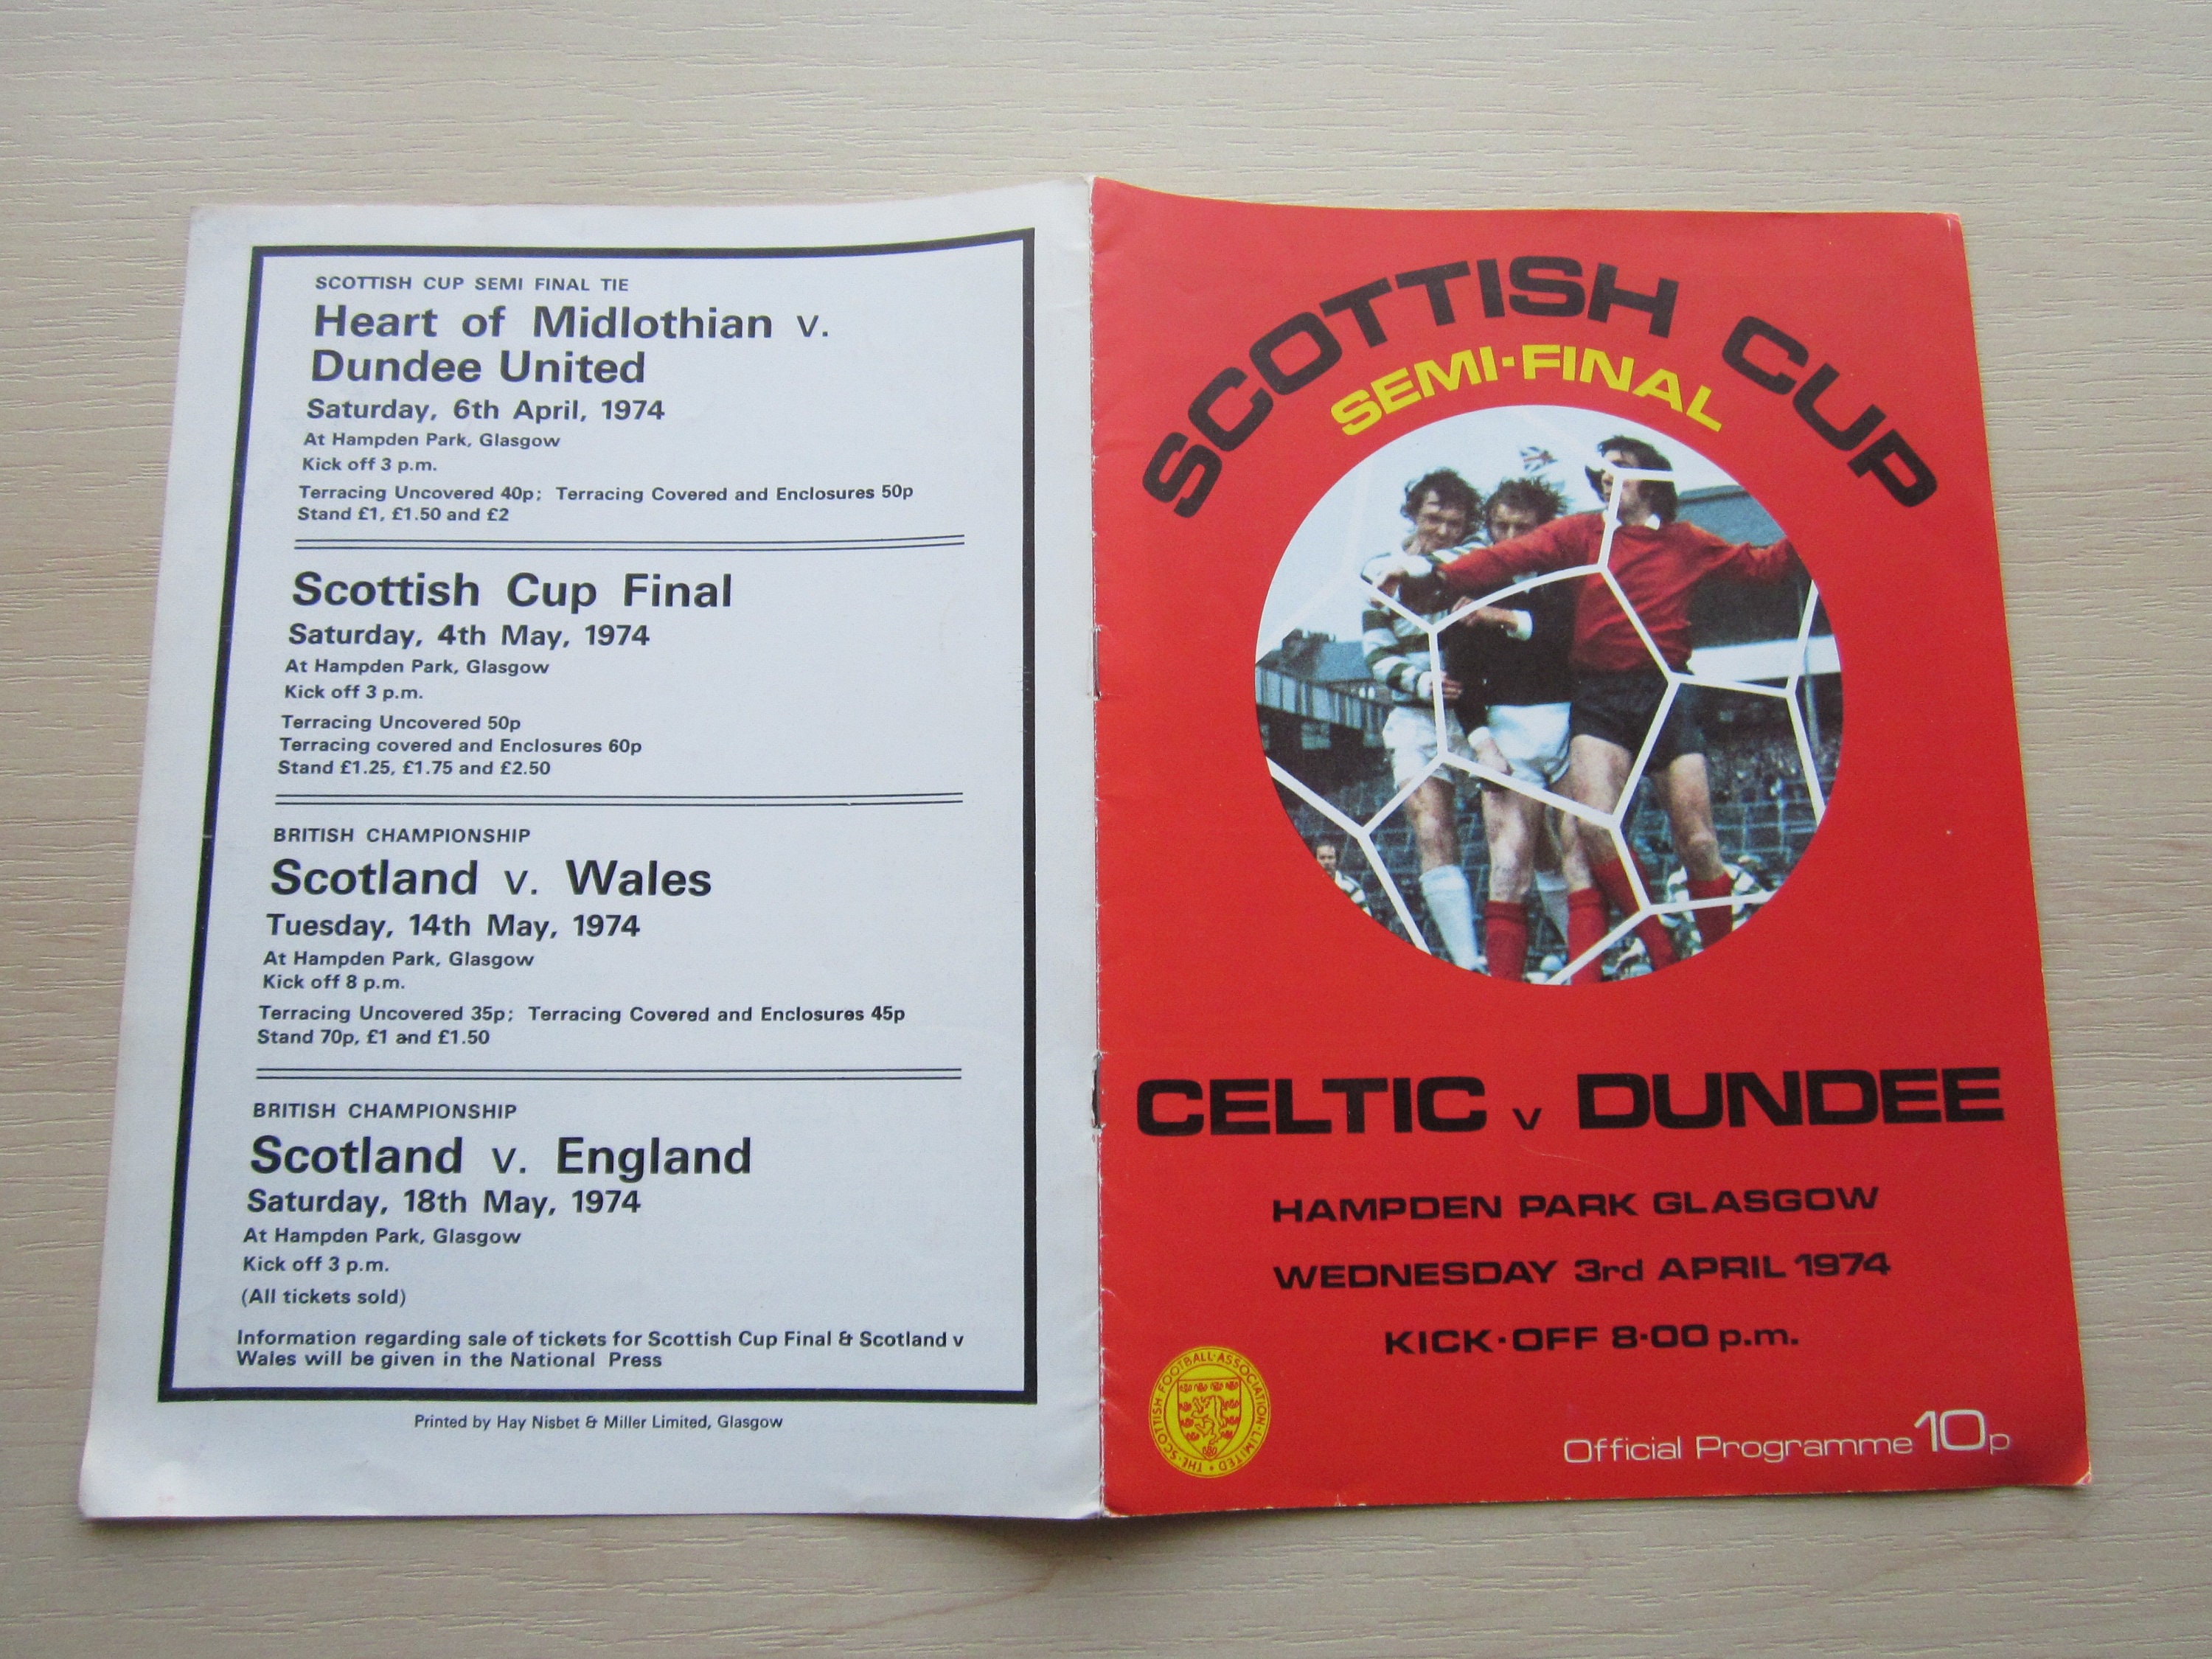 SCOTTISH CUP SEMI FINAL TIE
Heart of Midlothian v.
Dundee United
Saturday, 6th April, 1974
At Hampden Park, Glasgow
Kick off 3 p.m.
Terracing Uncovered 40p; Terracing Covered and Enclosures 50p
Stand £1, £1.50 and £2
Scottish Cup Final
Saturday, 4th May, 1974
At Hampden Park, Glasgow
Kick off 3 p.m.
Terracing Uncovered 50p
Terracing covered and Enclosures 60p
Stand £1.25, £1.75 and £2.50
BRITISH CHAMPIONSHIP
Scotland v. Wales
Tuesday, 14th May, 1974
At Hampden Park, Glasgow
Kick off 8 p.m.
Terracing Uncovered 35p; Terracing Covered and Enclosures 45p
Stand 70p, £1 and £1.50
BRITISH CHAMPIONSHIP
Scotland v. England
Saturday, 18th May, 1974
At Hampden Park, Glasgow
Kick off 3 p.m.
(All tickets sold)
Information regarding sale of tickets for Scottish Cup Final & Scotland v
Wales will be given in the National Press
Printed by Hay Nisbet & Miller Limited, Glasgow
SCOTTISH CUP
SEMI-FINAL
CELTIC v DUNDEE
HAMPDEN PARK GLASGOW
WEDNESDAY 3rd APRIL 1974
KICK-OFF 8·00 p.m.
THE·SCOTTISH FOOTBALL·ASSOCIATION·LIMITED
Official Programme 10p